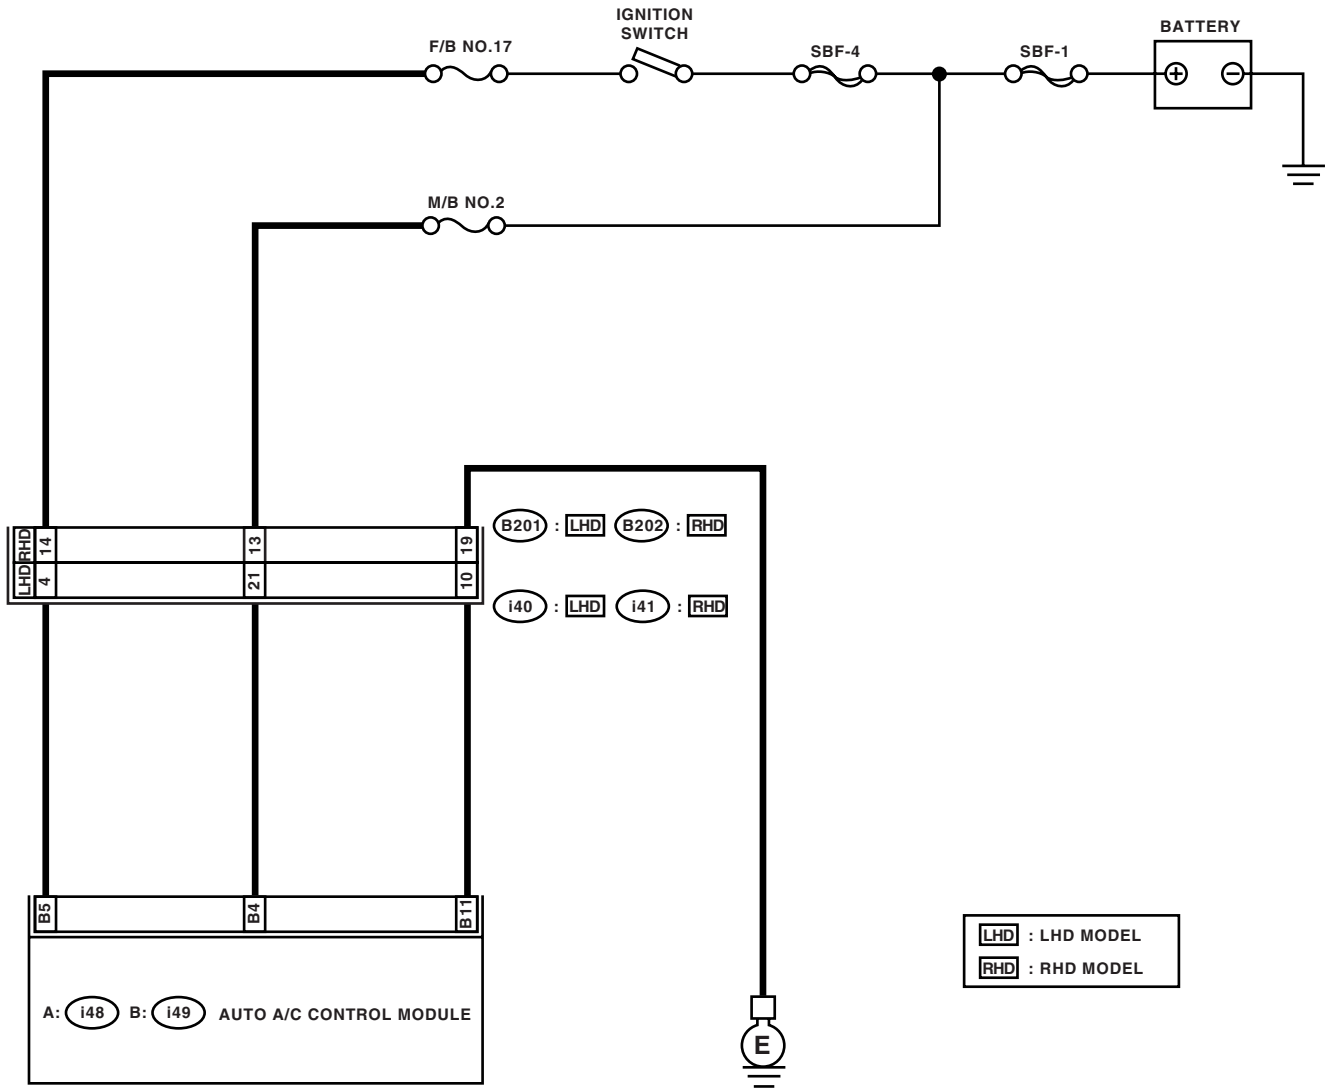 IGNITION
SWITCH
F/B NO.17
SBF-4
SBF-1
BATTERY
+ −
M/B NO.2
RHD 14 13 19
LHD 4 21 10
B201 : LHD B202 : RHD
i40 : LHD i41 : RHD
B5 B4 B11
A: i48 B: i49 AUTO A/C CONTROL MODULE
E
LHD : LHD MODEL
RHD : RHD MODEL